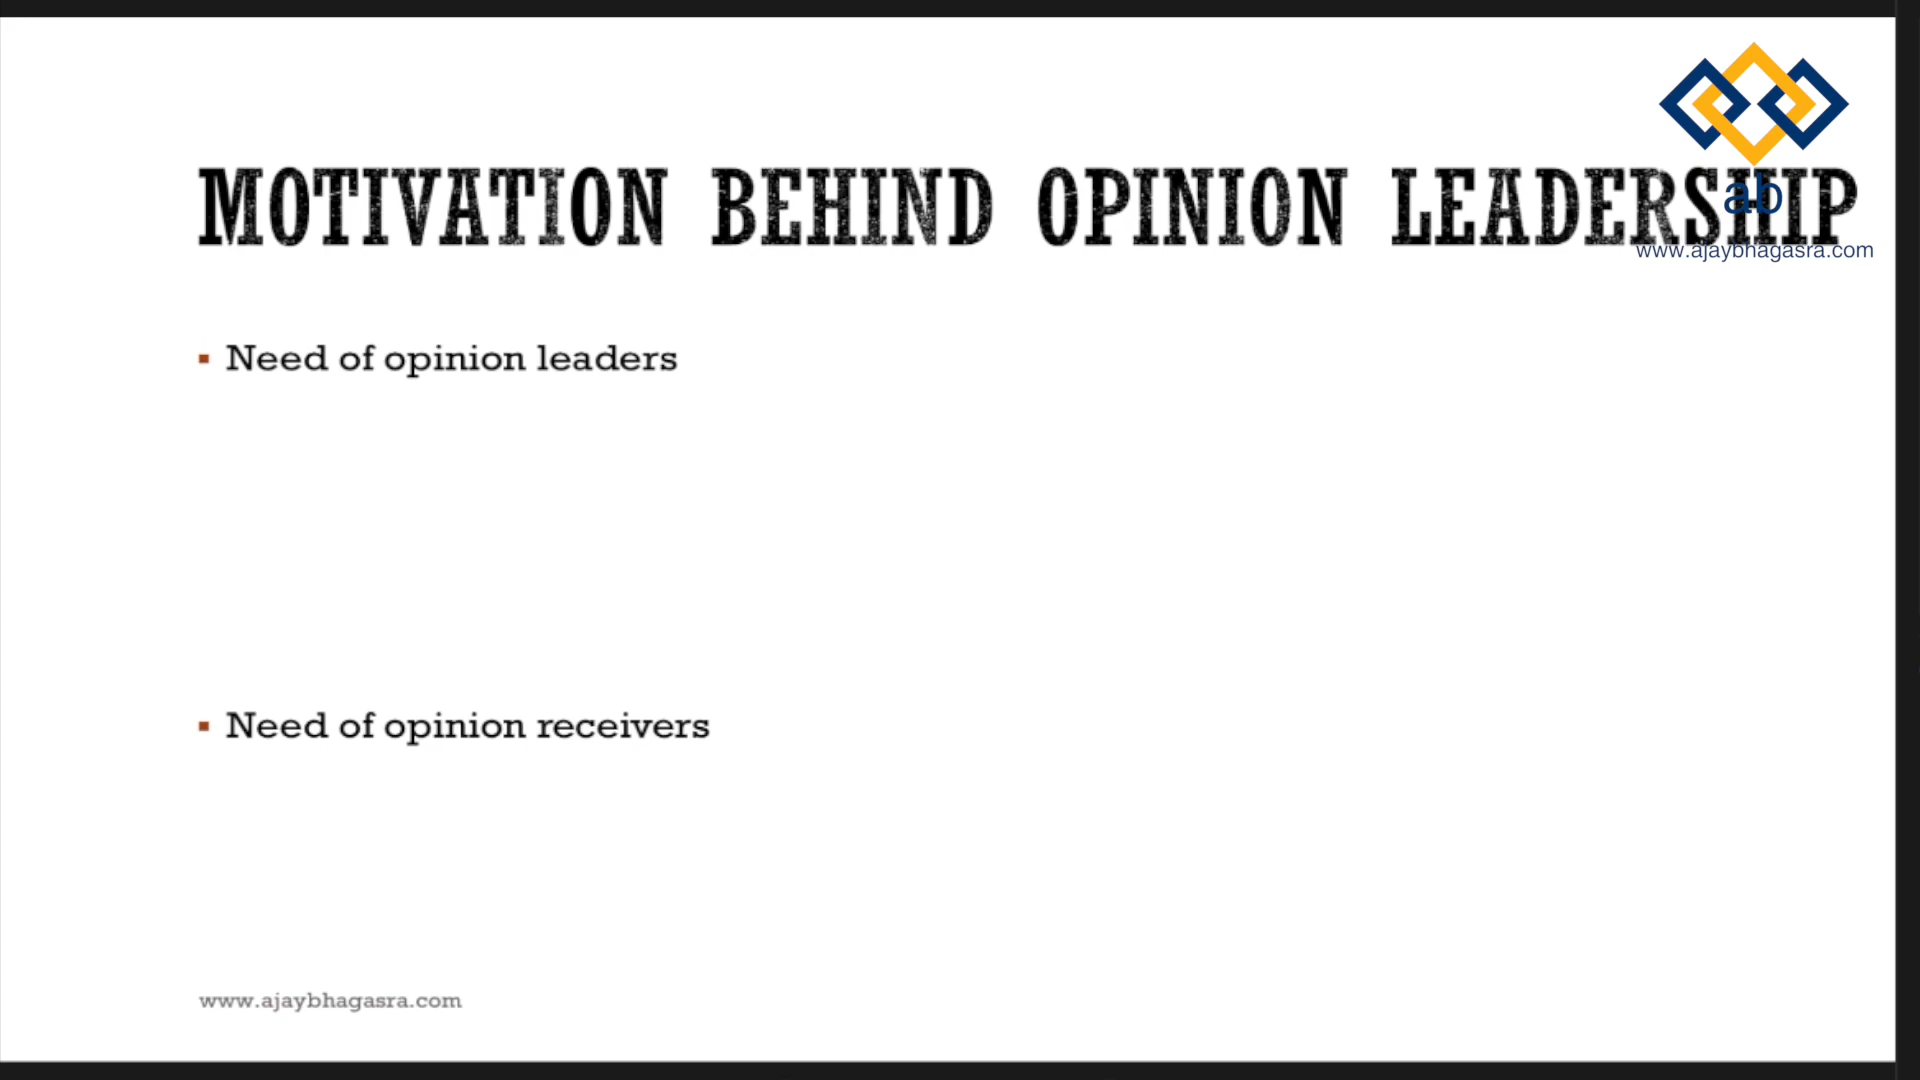 MOTIVATION BEHIND OPINION LEADERSHIP
ab
www.ajaybhagasra.com
Need of opinion leaders
Need of opinion receivers
www.ajaybhagasra.com